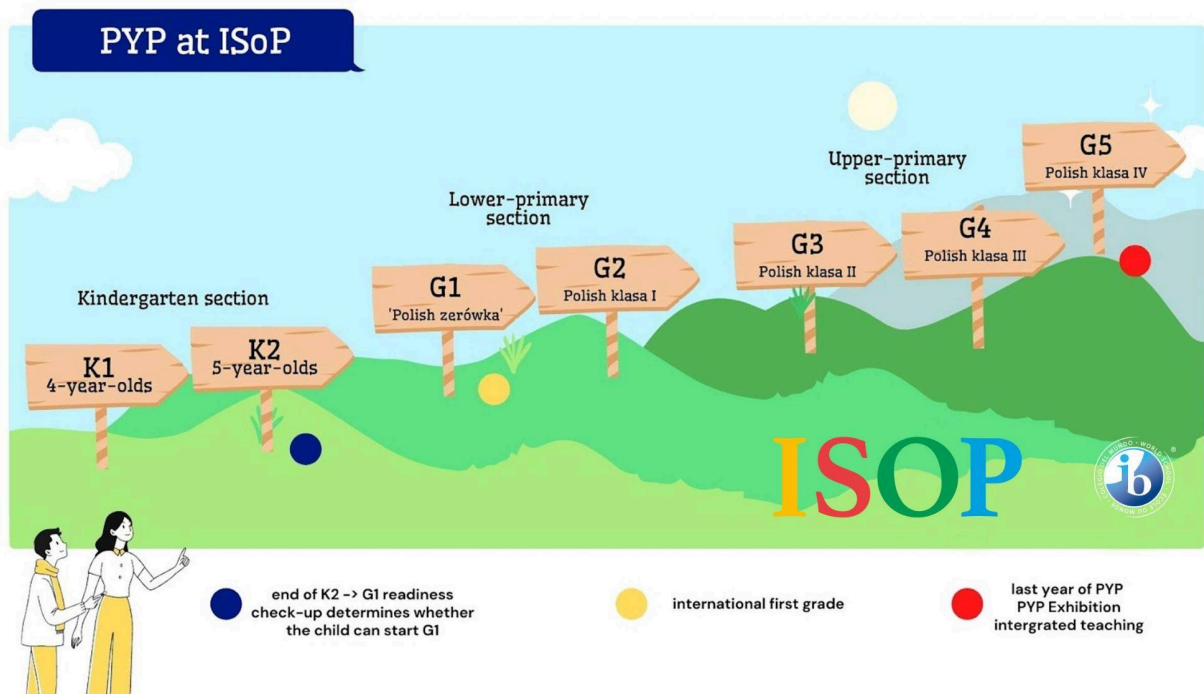 PYP at ISoP
Kindergarten section
K1
4-year-olds
K2
5-year-olds
Lower-primary
section
G1
'Polish zerówka'
G2
Polish klasa I
Upper-primary
section
G3
Polish klasa II
G4
Polish klasa III
G5
Polish klasa IV
ISOP
ib
®
end of K2 -> G1 readiness
check-up determines whether
the child can start G1
international first grade
last year of PYP
PYP Exhibition
intergrated teaching